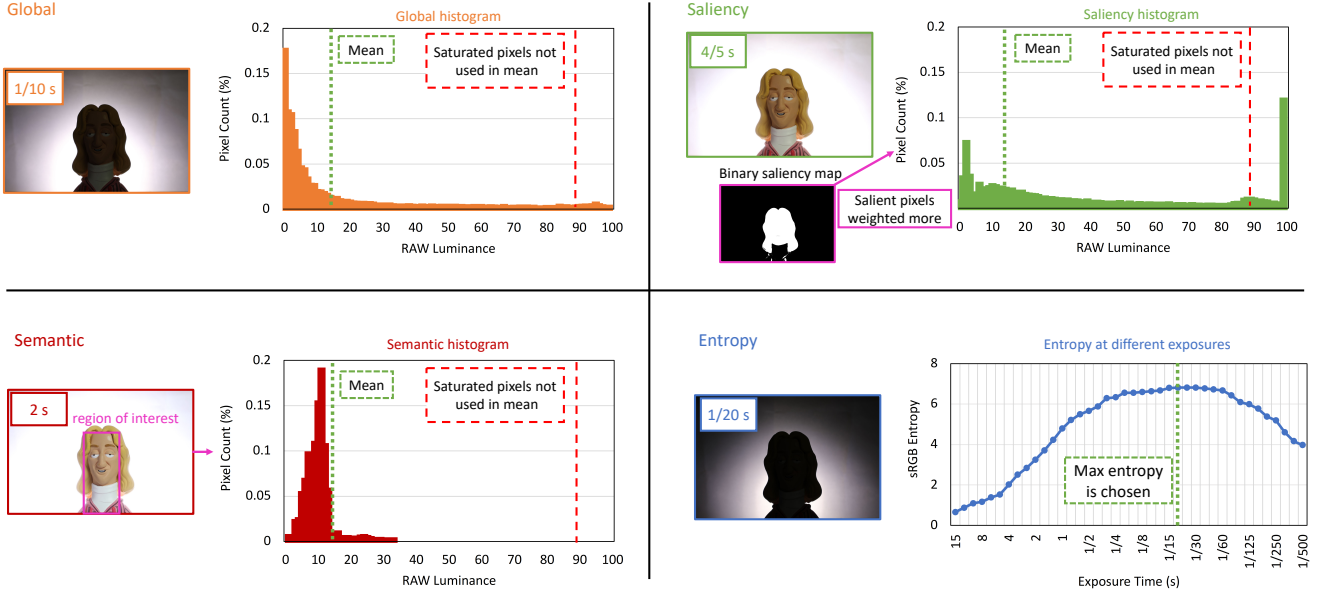 Global
Global histogram
1/10 s
Pixel Count (%)
0.2
0.15
0.1
0.05
0
Mean
Saturated pixels not
used in mean
0 10 20 30 40 50 60 70 80 90 100
RAW Luminance
Saliency
Saliency histogram
4/5 s
Binary saliency map
Salient pixels
weighted more
Pixel Count (%)
0.2
0.15
0.1
0.05
Mean
Saturated pixels not
used in mean
0 10 20 30 40 50 60 70 80 90 100
RAW Luminance
Semantic
Semantic histogram
2 s
region of interest
Pixel Count (%)
0.2
0.15
0.1
0.05
0
Mean
Saturated pixels not
used in mean
0 10 20 30 40 50 60 70 80 90 100
RAW Luminance
Entropy
Entropy at different exposures
1/20 s
sRGB Entropy
8
6
4
2
0
Max entropy
is chosen
15 8 4 2 1 1/2 1/4 1/8 1/15 1/30 1/60 1/125 1/250 1/500
Exposure Time (s)